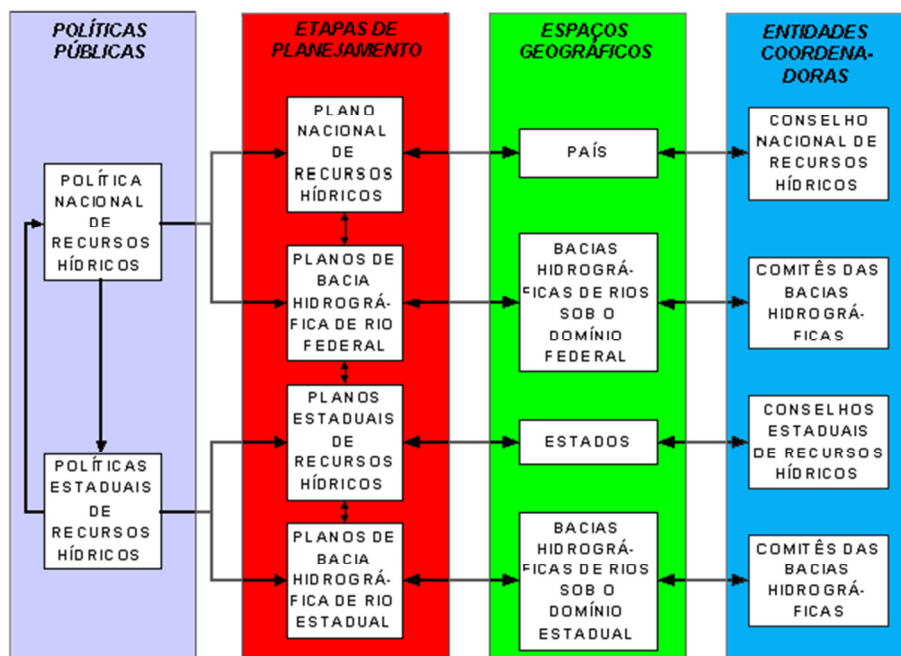 POLÍTICAS
PÚBLICAS
POLÍTICA
NACIONAL
DE
RECURSOS
HÍDRICOS
POLÍTICAS
ESTADUAIS
DE
RECURSOS
HÍDRICOS
ETAPAS DE
PLANEJAMENTO
PLANO
NACIONAL
DE
RECURSOS
HÍDRICOS
PLANOS DE
BACIA
HIDROGRÁ-
FICA DE RIO
FEDERAL
PLANOS
ESTADUAIS
DE
RECURSOS
HÍDRICOS
PLANOS DE
BACIA
HIDROGRÁ-
FICA DE RIO
ESTADUAL
ESPAÇOS
GEOGRÁFICOS
PAÍS
BACIAS
HIDROGRÁ-
FICAS DE RIOS
SOB O
DOMÍNIO
FEDERAL
ESTADOS
BACIAS
HIDROGRÁ-
FICAS DE RIOS
SOB O
DOMÍNIO
ESTADUAL
ENTIDADES
COORDENA-
DORAS
CONSELHO
NACIONAL DE
RECURSOS
HÍDRICOS
COMITÊS DAS
BACIAS
HIDROGRÁ-
FICAS
CONSELHOS
ESTADUAIS
DE RECURSOS
HÍDRICOS
COMITÊS DAS
BACIAS
HIDROGRÁ-
FICAS